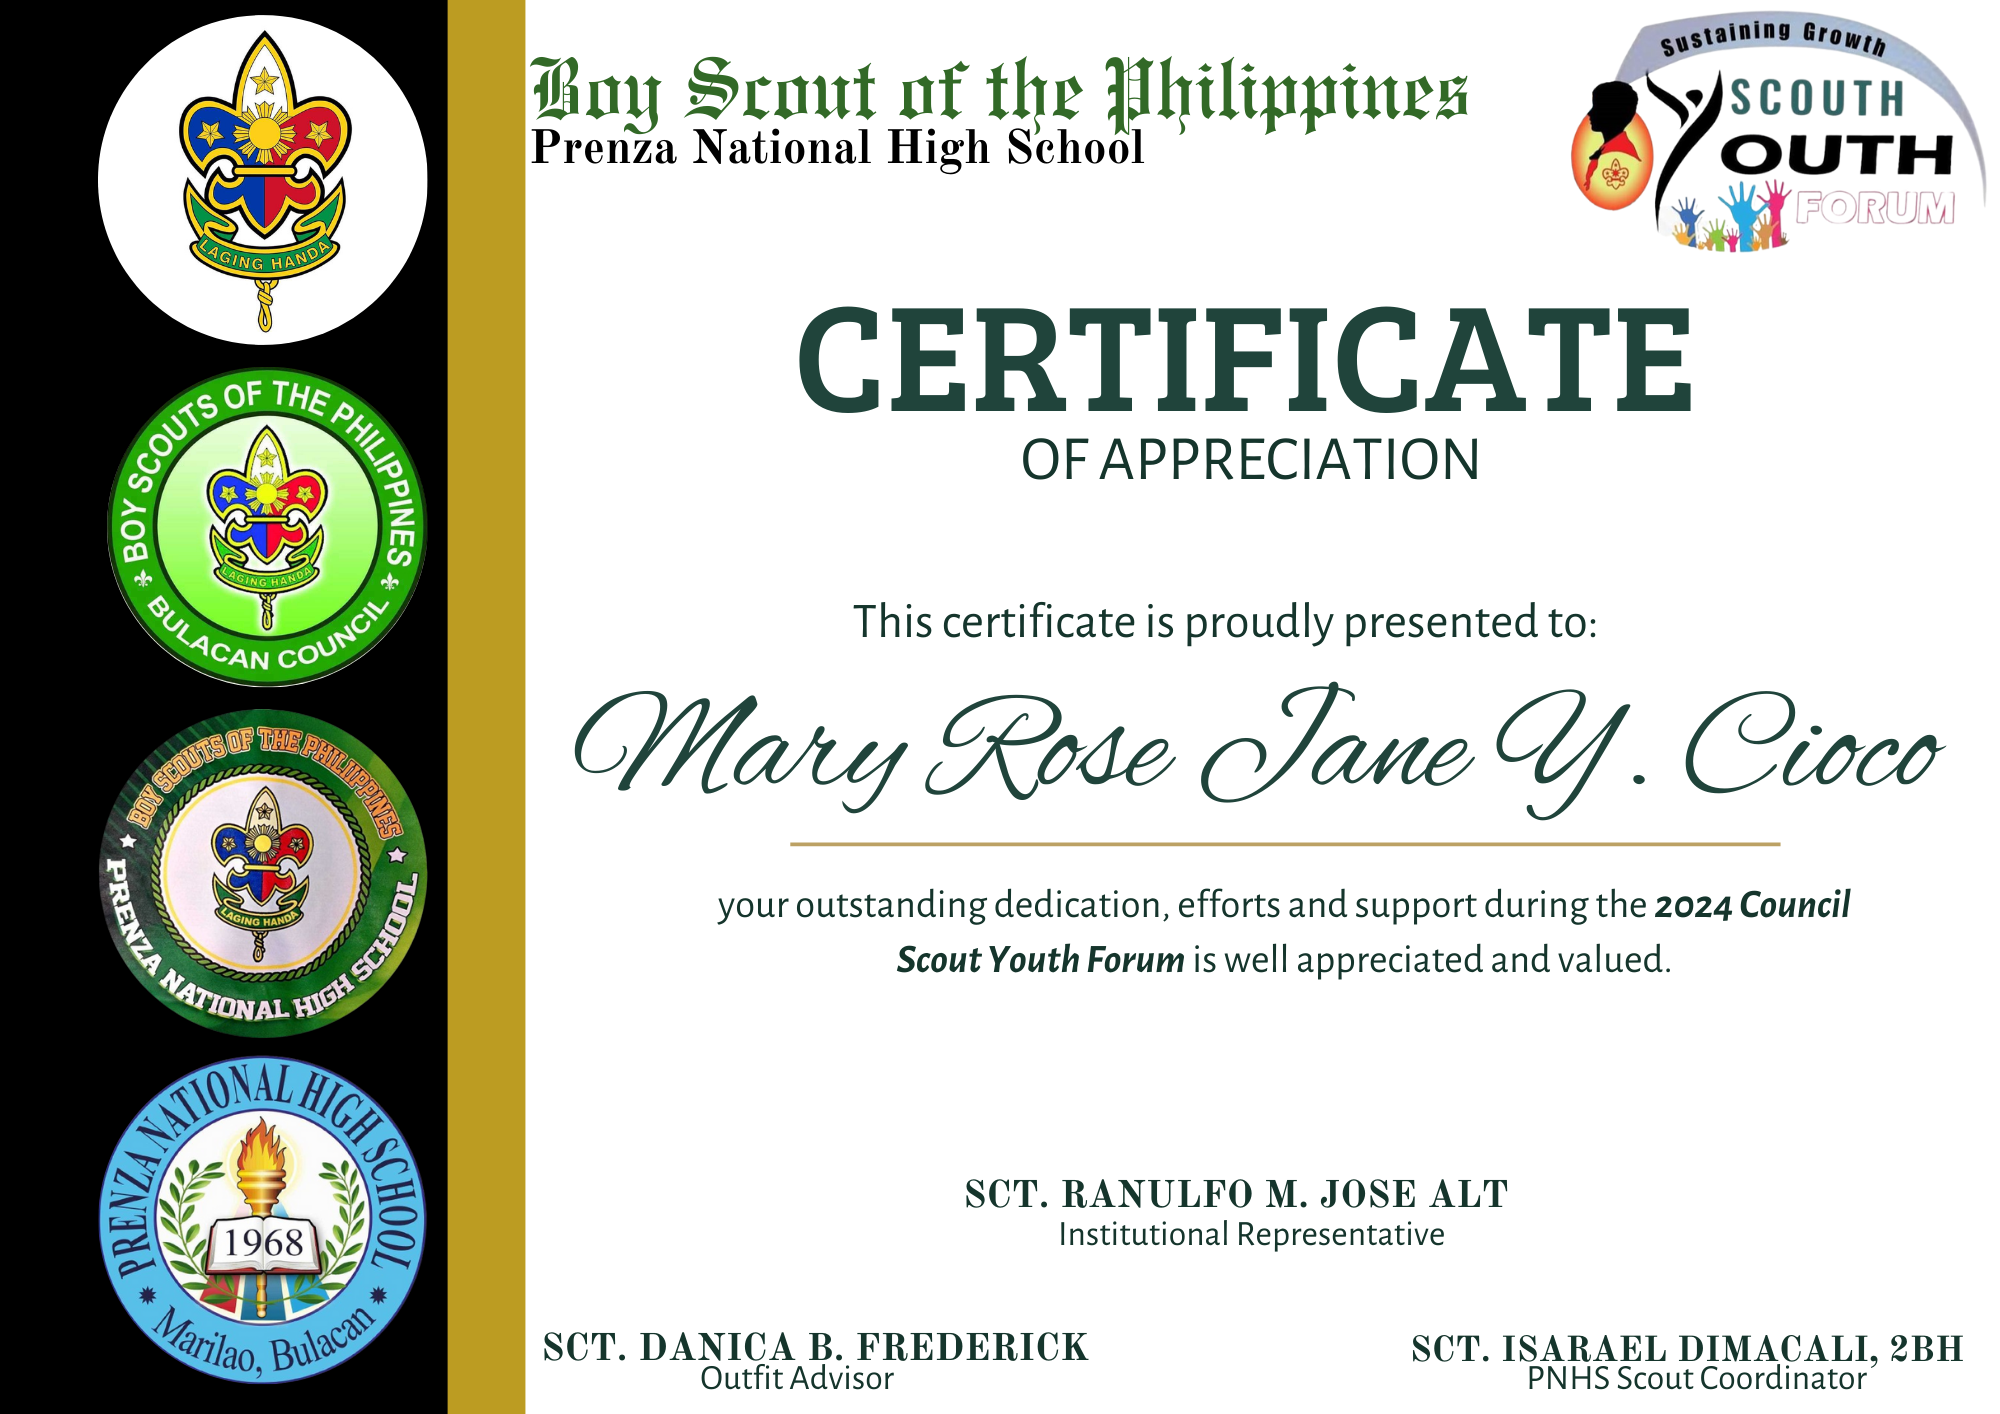 LAGING HANDA
BOY SCOUTS OF THE PHILIPPINES
LAGING HANDA
BULACAN COUNCIL
BOY SCOUTS OF THE PHILIIPPINES
LAGING HANDA
PRENZA NATIONAL HIGH SCHOOL
PRENZA NATIONAL HIGH SCHOOL
1968
Marilao, Bulacan
Boy Scout of the Philippines
Prenza National High School
Sustaining Growth
SCOUTH
YOUTH
FORUM
CERTIFICATE
OF APPRECIATION
This certificate is proudly presented to:
Mary Rose Jane Y. Cioco
your outstanding dedication, efforts and support during the 2024 Council
Scout Youth Forum is well appreciated and valued.
SCT. RANULFO M. JOSE ALT
Institutional Representative
SCT. DANICA B. FREDERICK
Outfit Advisor
SCT. ISARAEL DIMACALI, 2BH
PNHS Scout Coordinator